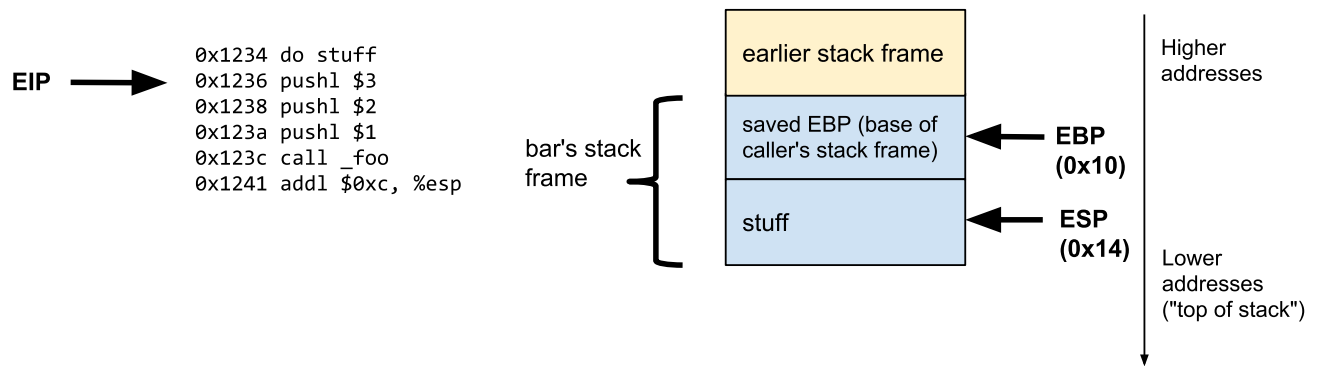 EIP
0x1234 do stuff
0x1236 pushl $3
0x1238 pushl $2
0x123a pushl $1
0x123c call _foo
0x1241 addl $0xc, %esp
bar's stack
frame
earlier stack frame
saved EBP (base of
caller's stack frame)
stuff
EBP
(0x10)
ESP
(0x14)
Higher
addresses
Lower
addresses
("top of stack")